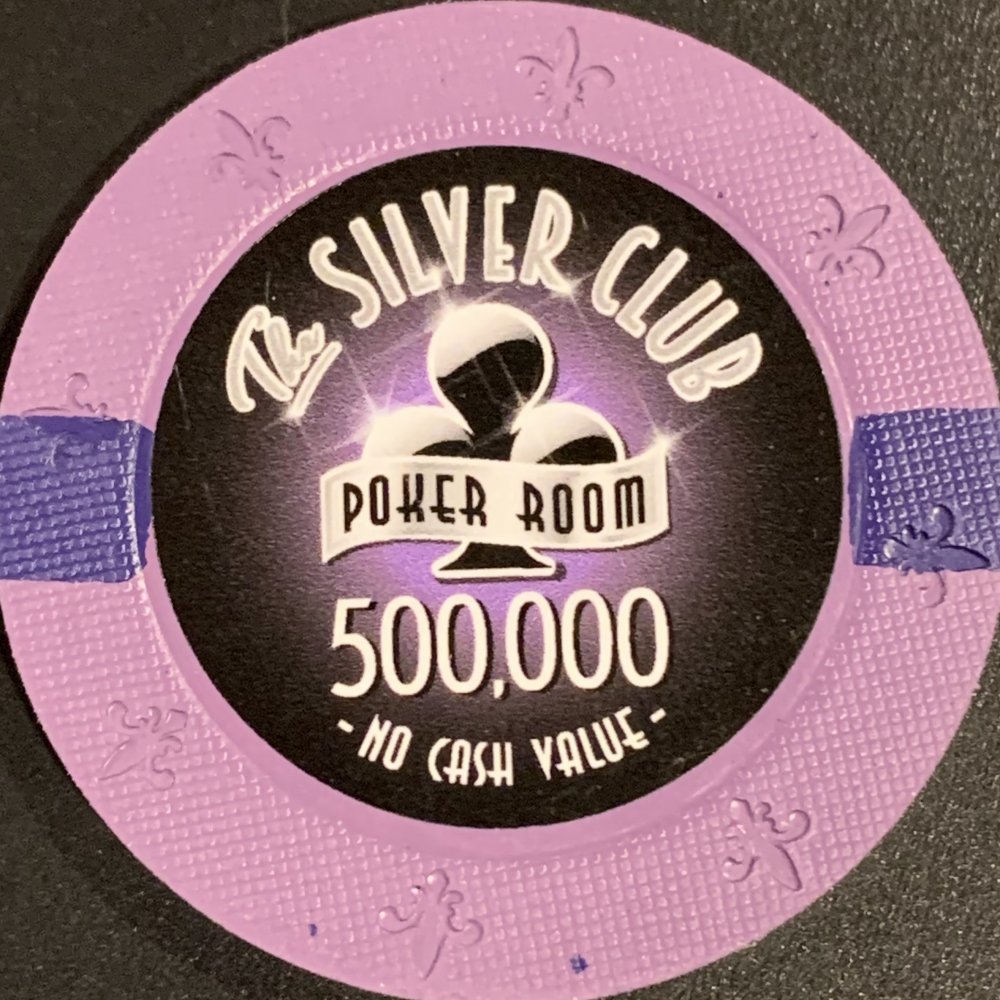 The SILVER CLUB
POKER ROOM
500,000
- NO CASH VALUE -